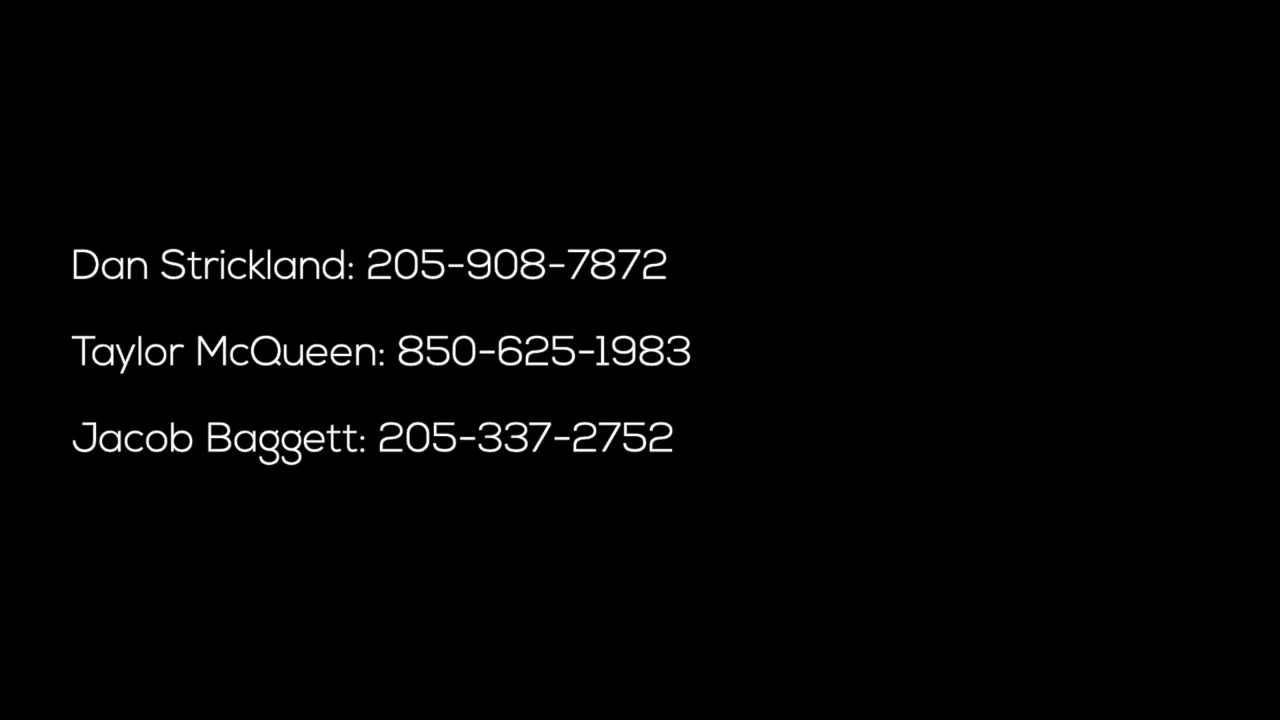 Dan Strickland: 205-908-7872
Taylor McQueen: 850-625-1983
Jacob Baggett: 205-337-2752